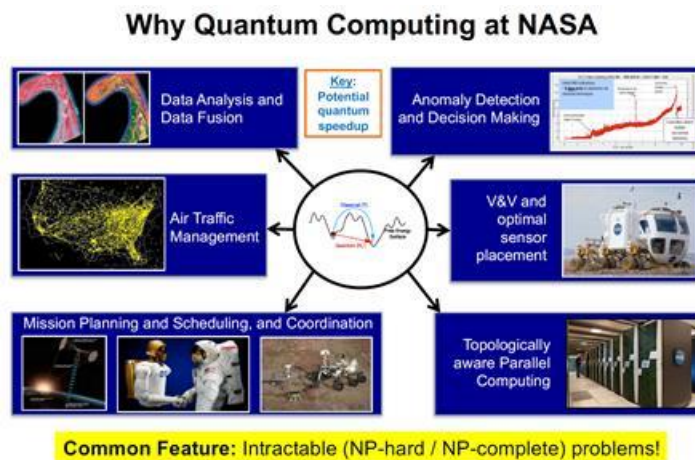 Why Quantum Computing at NASA
Data Analysis and
Data Fusion
Key:
Potential
quantum
speedup
Anomaly Detection
and Decision Making
Air Traffic
Management
V&V and
optimal
sensor
placement
Mission Planning and Scheduling, and Coordination
Topologically
aware Parallel
Computing
Common Feature: Intractable (NP-hard / NP-complete) problems!